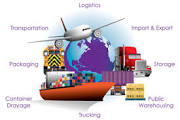 Logistics
Transportation
Import & Export
Packaging
Storage
Container
Drayage
Public
Warehousing
Trucking